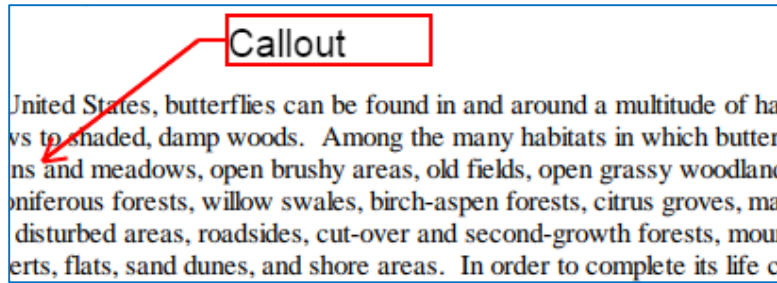 Callout
United States, butterflies can be found in and around a multitude of ha
ws to shaded, damp woods.  Among the many habitats in which butter
ns and meadows, open brushy areas, old fields, open grassy woodland
oniferous forests, willow swales, birch-aspen forests, citrus groves, ma
disturbed areas, roadsides, cut-over and second-growth forests, mou
erts, flats, sand dunes, and shore areas.  In order to complete its life c